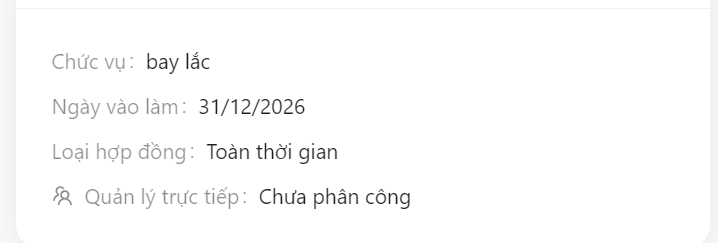 Chức vụ: bay lắc
Ngày vào làm: 31/12/2026
Loại hợp đồng: Toàn thời gian
Quản lý trực tiếp: Chưa phân công